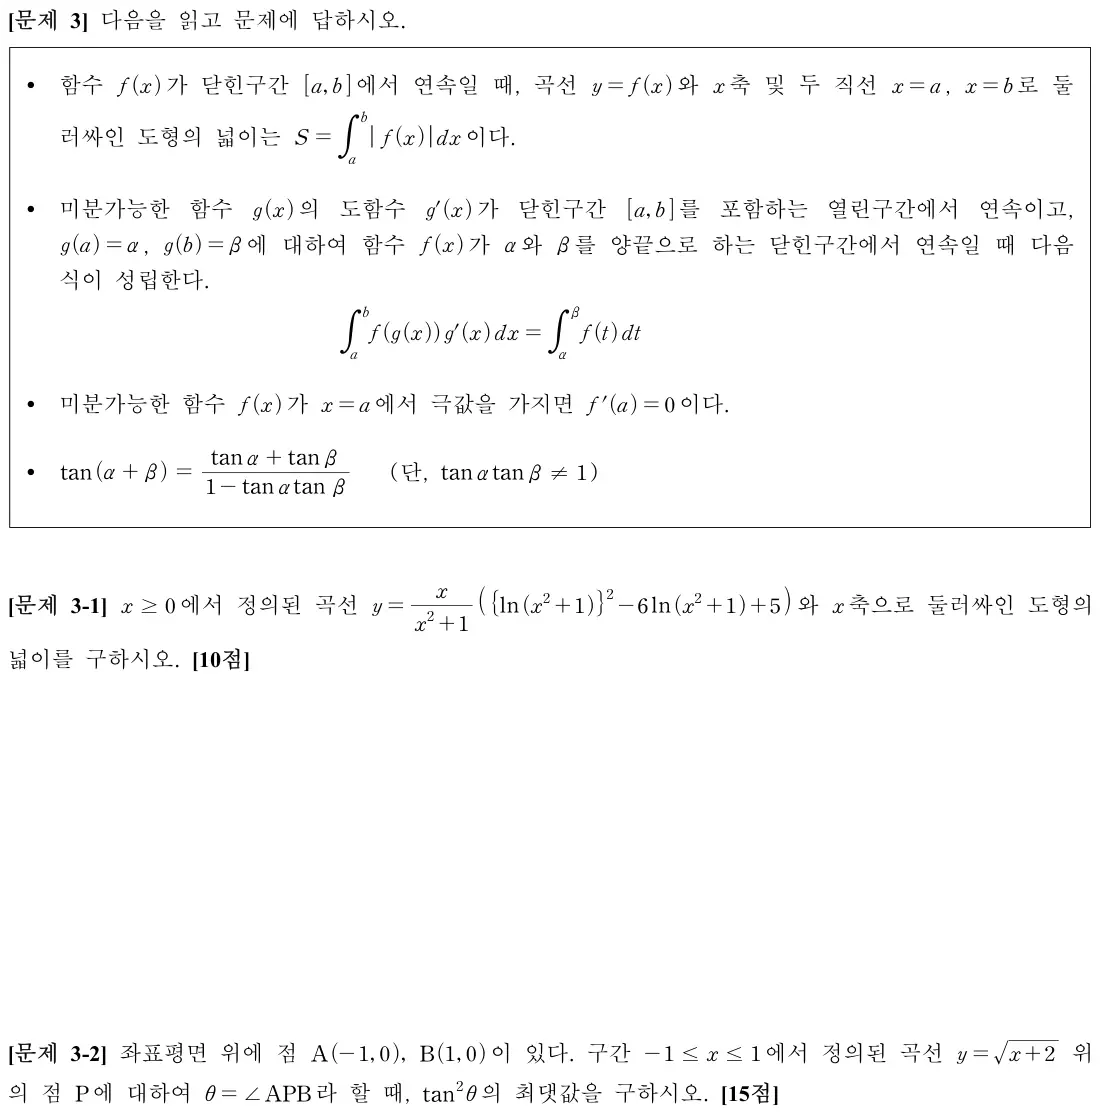 [문제 3] 다음을 읽고 문제에 답하시오.
• 함수 f(x)가 닫힌구간 [a, b]에서 연속일 때, 곡선 y=f(x)와 x축 및 두 직선 x=a, x=b로 둘
러싸인 도형의 넓이는 S=∫_a^b |f(x)|dx이다.
• 미분가능한 함수 g(x)의 도함수 g′(x)가 닫힌구간 [a, b]를 포함하는 열린구간에서 연속이고,
g(a)=α, g(b)=β에 대하여 함수 f(x)가 α와 β를 양끝으로 하는 닫힌구간에서 연속일 때 다음
식이 성립한다.
∫_a^b f(g(x))g′(x)dx=∫_α^β f(t)dt
• 미분가능한 함수 f(x)가 x=a에서 극값을 가지면 f′(a)=0이다.
• tan(α+β)=(tanα+tanβ)/(1-tanαtanβ) (단, tanαtanβ≠1)
[문제 3-1] x≥0에서 정의된 곡선 y=x/(x²+1)({ln(x²+1)}²-6ln(x²+1)+5)와 x축으로 둘러싸인 도형의
넓이를 구하시오. [10점]
[문제 3-2] 좌표평면 위에 점 A(-1, 0), B(1, 0)이 있다. 구간 -1≤x≤1에서 정의된 곡선 y=√(x+2) 위
의 점 P에 대하여 θ=∠APB라 할 때, tan²θ의 최댓값을 구하시오. [15점]